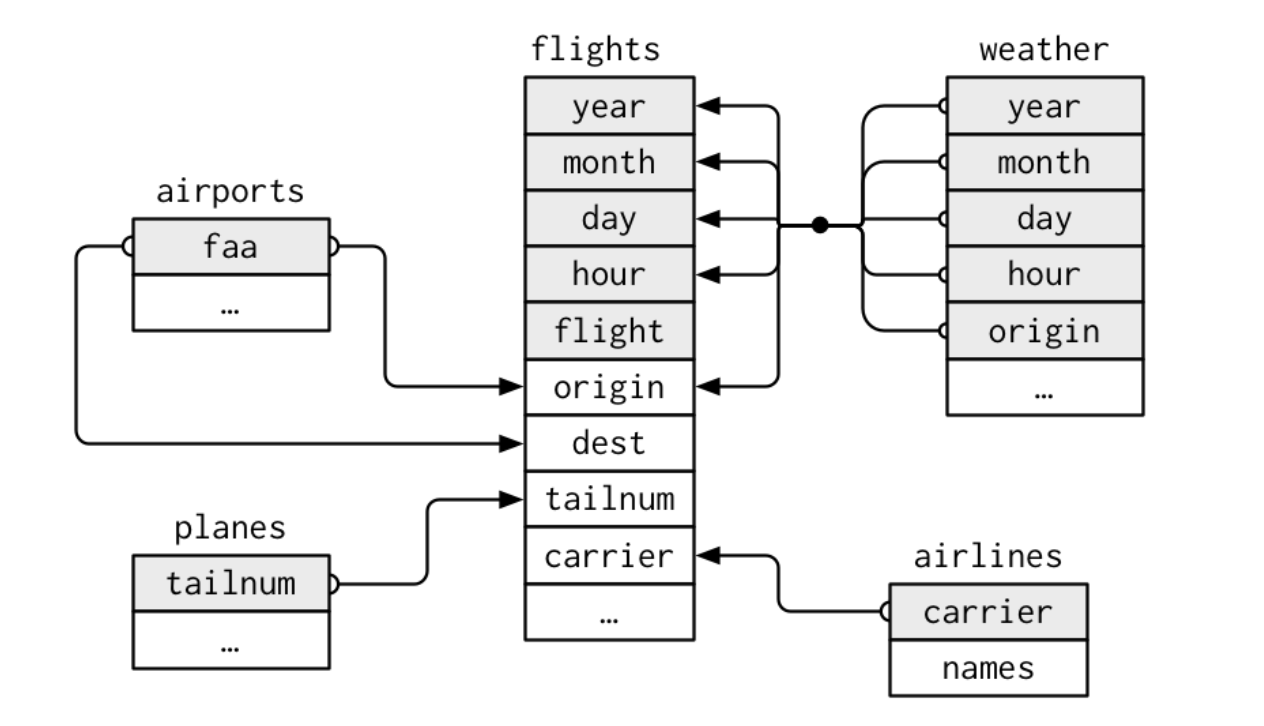 flights
year
month
day
hour
flight
origin
dest
tailnum
carrier
…
weather
year
month
day
hour
origin
…
airports
faa
…
planes
tailnum
…
airlines
carrier
names